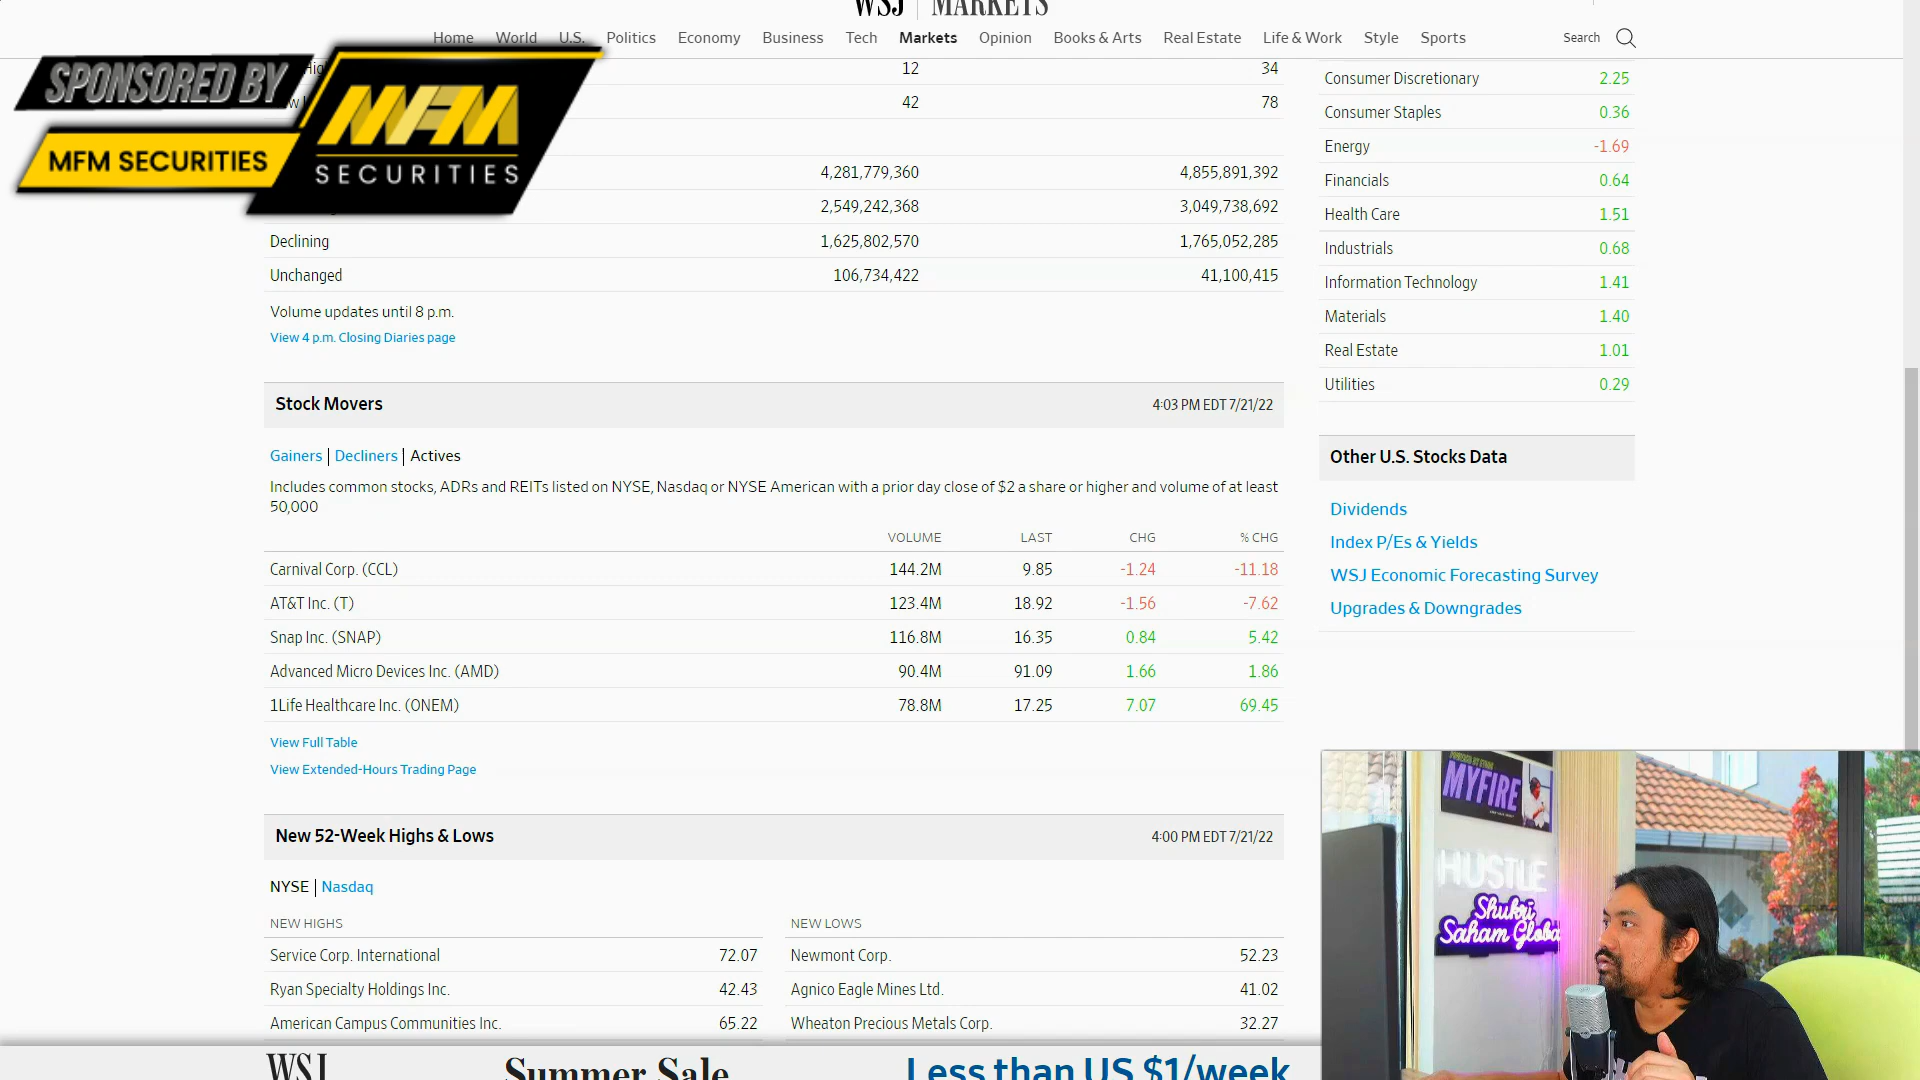 WSJ MARKETS
Home World U.S. Politics Economy Business Tech Markets Opinion Books & Arts Real Estate Life & Work Style Sports Search
SPONSORED BY
MFM SECURITIES
MFM
SECURITIES
12 34
42 78
4,281,779,360 4,855,891,392
2,549,242,368 3,049,738,692
Declining 1,625,802,570 1,765,052,285
Unchanged 106,734,422 41,100,415
Volume updates until 8 p.m.
View 4 p.m. Closing Diaries page
Stock Movers 4:03 PM EDT 7/21/22
Gainers | Decliners | Actives
Includes common stocks, ADRs and REITs listed on NYSE, Nasdaq or NYSE American with a prior day close of $2 a share or higher and volume of at least
50,000
VOLUME LAST CHG % CHG
Carnival Corp. (CCL) 144.2M 9.85 -1.24 -11.18
AT&T Inc. (T) 123.4M 18.92 -1.56 -7.62
Snap Inc. (SNAP) 116.8M 16.35 0.84 5.42
Advanced Micro Devices Inc. (AMD) 90.4M 91.09 1.66 1.86
1Life Healthcare Inc. (ONEM) 78.8M 17.25 7.07 69.45
View Full Table
View Extended-Hours Trading Page
New 52-Week Highs & Lows 4:00 PM EDT 7/21/22
NYSE | Nasdaq
NEW HIGHS NEW LOWS
Service Corp. International 72.07 Newmont Corp. 52.23
Ryan Specialty Holdings Inc. 42.43 Agnico Eagle Mines Ltd. 41.02
American Campus Communities Inc. 65.22 Wheaton Precious Metals Corp. 32.27
WSJ Summer Sale Less than US $1/week
Consumer Discretionary 2.25
Consumer Staples 0.36
Energy -1.69
Financials 0.64
Health Care 1.51
Industrials 0.68
Information Technology 1.41
Materials 1.40
Real Estate 1.01
Utilities 0.29
Other U.S. Stocks Data
Dividends
Index P/Es & Yields
WSJ Economic Forecasting Survey
Upgrades & Downgrades
MYFIRE
HUSTLE
Shukri
Saham Global